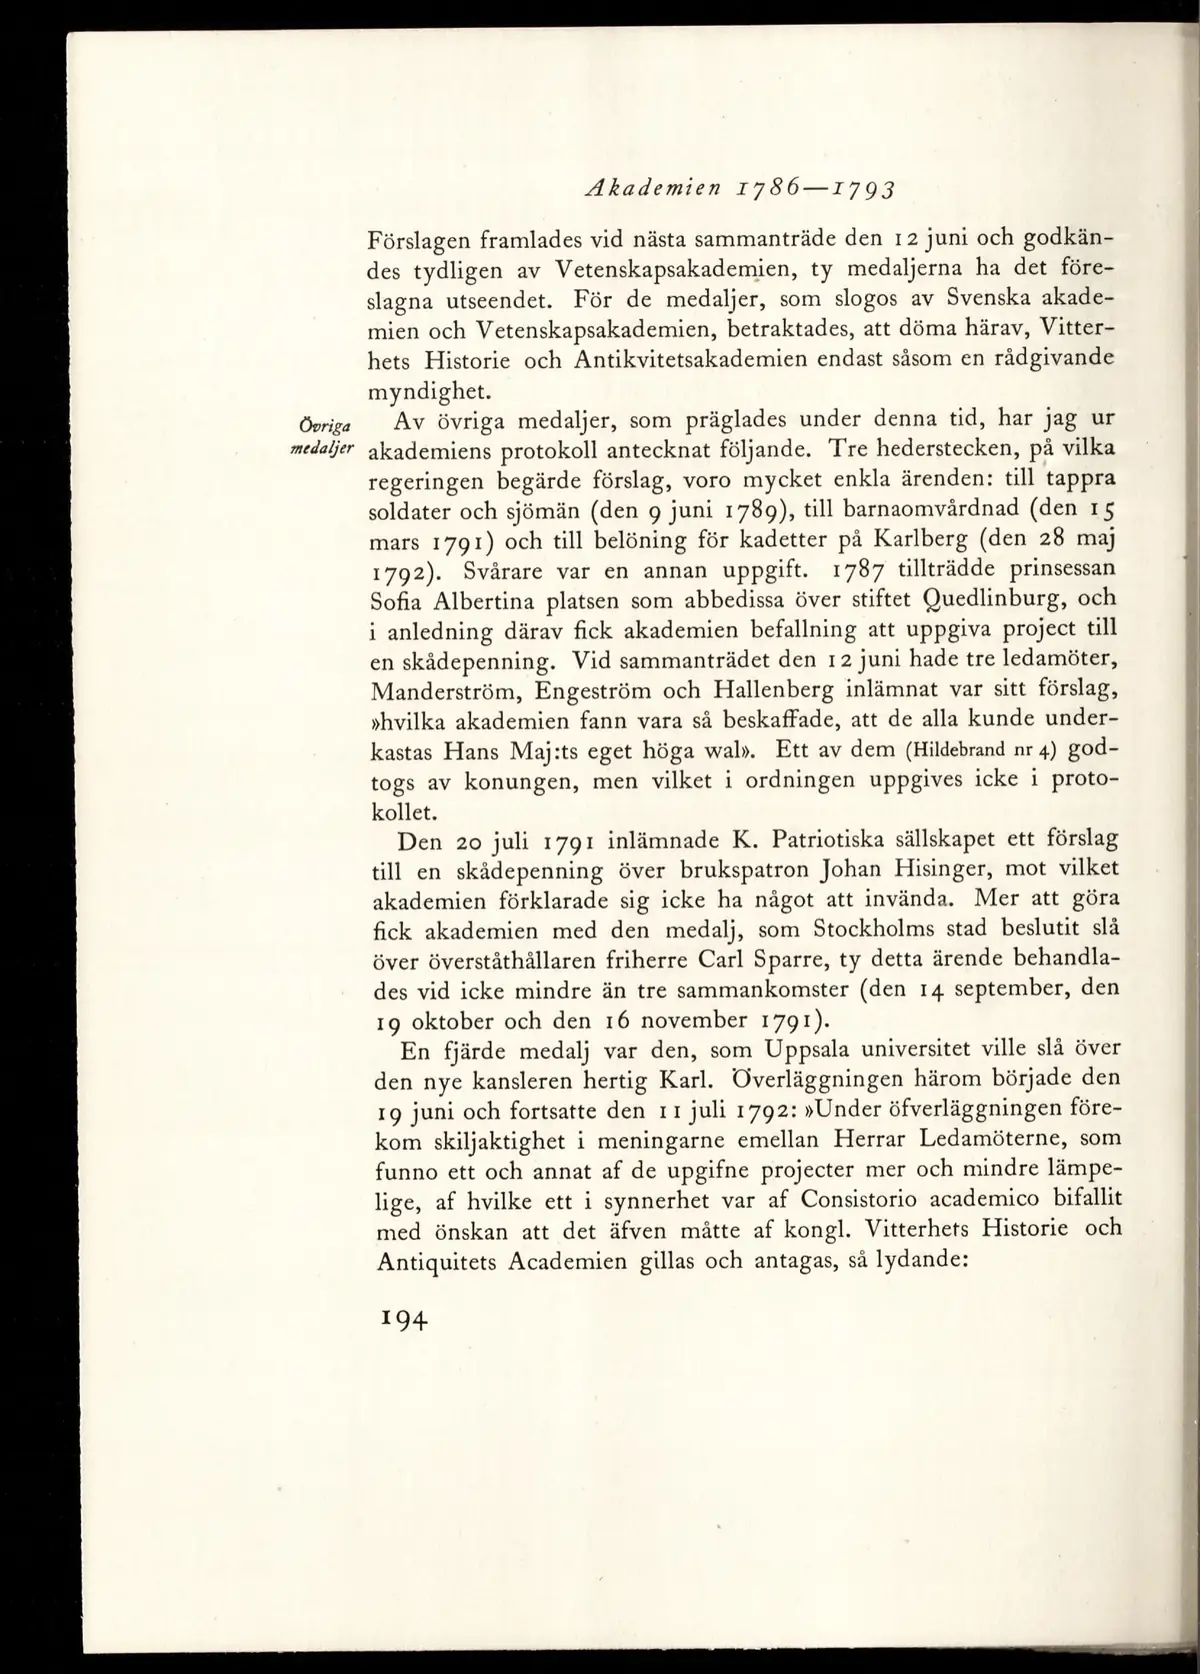 Akademien 1786—1793
Förslagen framlades vid nästa sammanträde den 12 juni och godkän-
des tydligen av Vetenskapsakademien, ty medaljerna ha det före-
slagna utseendet. För de medaljer, som slogos av Svenska akade-
mien och Vetenskapsakademien, betraktades, att döma härav, Vitter-
hets Historie och Antikvitetsakademien endast såsom en rådgivande
myndighet.
Övriga
medaljer
Av övriga medaljer, som präglades under denna tid, har jag ur
akademiens protokoll antecknat följande. Tre hederstecken, på vilka
regeringen begärde förslag, voro mycket enkla ärenden: till tappra
soldater och sjömän (den 9 juni 1789), till barnaomvårdnad (den 15
mars 1791) och till belöning för kadetter på Karlberg (den 28 maj
1792). Svårare var en annan uppgift. 1787 tillträdde prinsessan
Sofia Albertina platsen som abbedissa över stiftet Quedlinburg, och
i anledning därav fick akademien befallning att uppgiva project till
en skådepenning. Vid sammanträdet den 12 juni hade tre ledamöter,
Manderström, Engeström och Hallenberg inlämnat var sitt förslag,
»hvilka akademien fann vara så beskaffade, att de alla kunde under-
kastas Hans Maj:ts eget höga wal». Ett av dem (Hildebrand nr 4) god-
togs av konungen, men vilket i ordningen uppgives icke i proto-
kollet.
Den 20 juli 1791 inlämnade K. Patriotiska sällskapet ett förslag
till en skådepenning över brukspatron Johan Hisinger, mot vilket
akademien förklarade sig icke ha något att invända. Mer att göra
fick akademien med den medalj, som Stockholms stad beslutit slå
över överståthållaren friherre Carl Sparre, ty detta ärende behandla-
des vid icke mindre än tre sammankomster (den 14 september, den
19 oktober och den 16 november 1791).
En fjärde medalj var den, som Uppsala universitet ville slå över
den nye kansleren hertig Karl. Överläggningen härom började den
19 juni och fortsatte den 11 juli 1792: »Under öfverläggningen före-
kom skiljaktighet i meningarne emellan Herrar Ledamöterne, som
funno ett och annat af de upgifne projecter mer och mindre lämpe-
lige, af hvilke ett i synnerhet var af Consistorio academico bifallit
med önskan att det äfven måtte af kongl. Vitterhets Historie och
Antiquitets Academien gillas och antagas, så lydande:
194